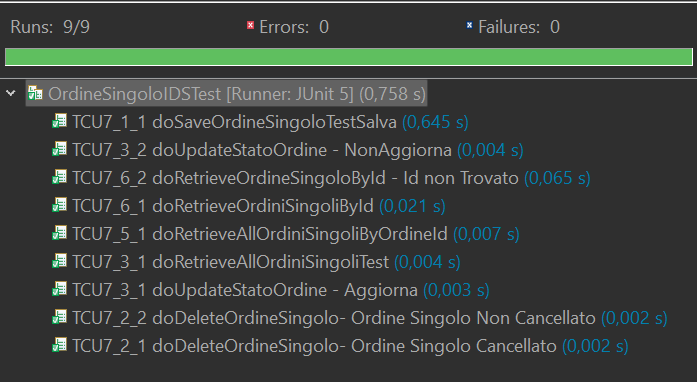 Runs: 9/9 Errors: 0 Failures: 0
OrdineSingoloIDSTest [Runner: JUnit 5] (0,758 s)
TCU7_1_1 doSaveOrdineSingoloTestSalva (0,645 s)
TCU7_3_2 doUpdateStatoOrdine - NonAggiorna (0,004 s)
TCU7_6_2 doRetrieveOrdineSingoloById - Id non Trovato (0,065 s)
TCU7_6_1 doRetrieveOrdiniSingoliById (0,021 s)
TCU7_5_1 doRetrieveAllOrdiniSingoliByOrdineId (0,007 s)
TCU7_3_1 doRetrieveAllOrdiniSingoliTest (0,004 s)
TCU7_3_1 doUpdateStatoOrdine - Aggiorna (0,003 s)
TCU7_2_2 doDeleteOrdineSingolo- Ordine Singolo Non Cancellato (0,002 s)
TCU7_2_1 doDeleteOrdineSingolo- Ordine Singolo Cancellato (0,002 s)